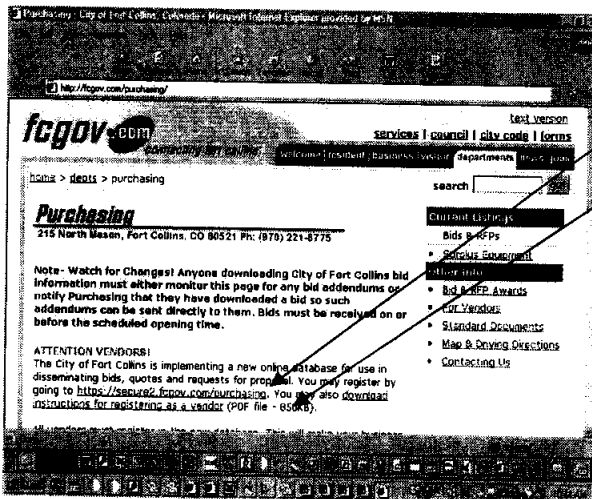 Purchasing : City of Fort Collins, Colorado - Microsoft Internet Explorer provided by MSN
http://fcgov.com/purchasing/
text version
fcgov.com
services | council | city code | forms
welcome resident business visitor departments news jobs
home > depts > purchasing
search
Purchasing
215 North Mason, Fort Collins, CO 80521 Ph: (970) 221-6775
Current Listings
Bids & RFPs
Surplus Equipment
Other Info
Bid & RFP Awards
For Vendors
Standard Documents
Map & Driving Directions
Contacting Us
Note- Watch for Changes! Anyone downloading City of Fort Collins bid
information must either monitor this page for any bid addendums or
notify Purchasing that they have downloaded a bid so such
addendums can be sent directly to them. Bids must be received on or
before the scheduled opening time.
ATTENTION VENDORS!
The City of Fort Collins is implementing a new online database for use in
disseminating bids, quotes and requests for proposal. You may register by
going to https://secure2.fcgov.com/purchasing. You may also download
instructions for registering as a vendor (PDF file - 856KB).